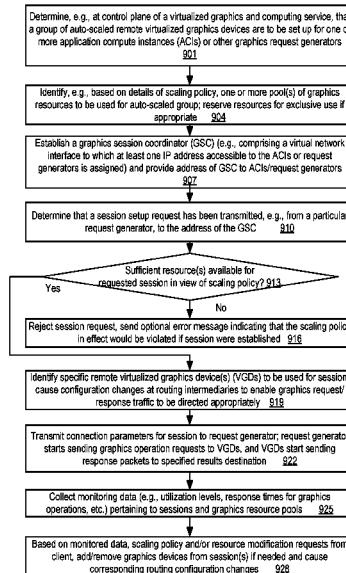 Determine, e.g., at control plane of a virtualized graphics and computing service, tha
a group of auto-scaled remote virtualized graphics devices are to be set up for one o
more application compute instances (ACIs) or other graphics request generators
901
Identify, e.g., based on details of scaling policy, one or more pool(s) of graphics
resources to be used for auto-scaled group; reserve resources for exclusive use if
appropriate 904
Establish a graphics session coordinator (GSC) (e.g., comprising a virtual network
interface to which at least one IP address accessible to the ACIs or request
generators is assigned) and provide address of GSC to ACIs/request generators
907
Determine that a session setup request has been transmitted, e.g., from a particula
request generator, to the address of the GSC 910
Sufficient resource(s) available for
requested session in view of scaling policy? 913
Yes
No
Reject session request, send optional error message indicating that the scaling polic
in effect would be violated if session were established 916
Identify specific remote virtualized graphics device(s) (VGDs) to be used for session
cause configuration changes at routing intermediaries to enable graphics request/
response traffic to be directed appropriately 919
Transmit connection parameters for session to request generator; request generato
starts sending graphics operation requests to VGDs, and VGDs start sending
response packets to specified results destination 922
Collect monitoring data (e.g., utilization levels, response times for graphics
operations, etc.) pertaining to sessions and graphics resource pools 925
Based on monitored data, scaling policy and/or resource modification requests from
client, add/remove graphics devices from session(s) if needed and cause
corresponding routing configuration changes 928